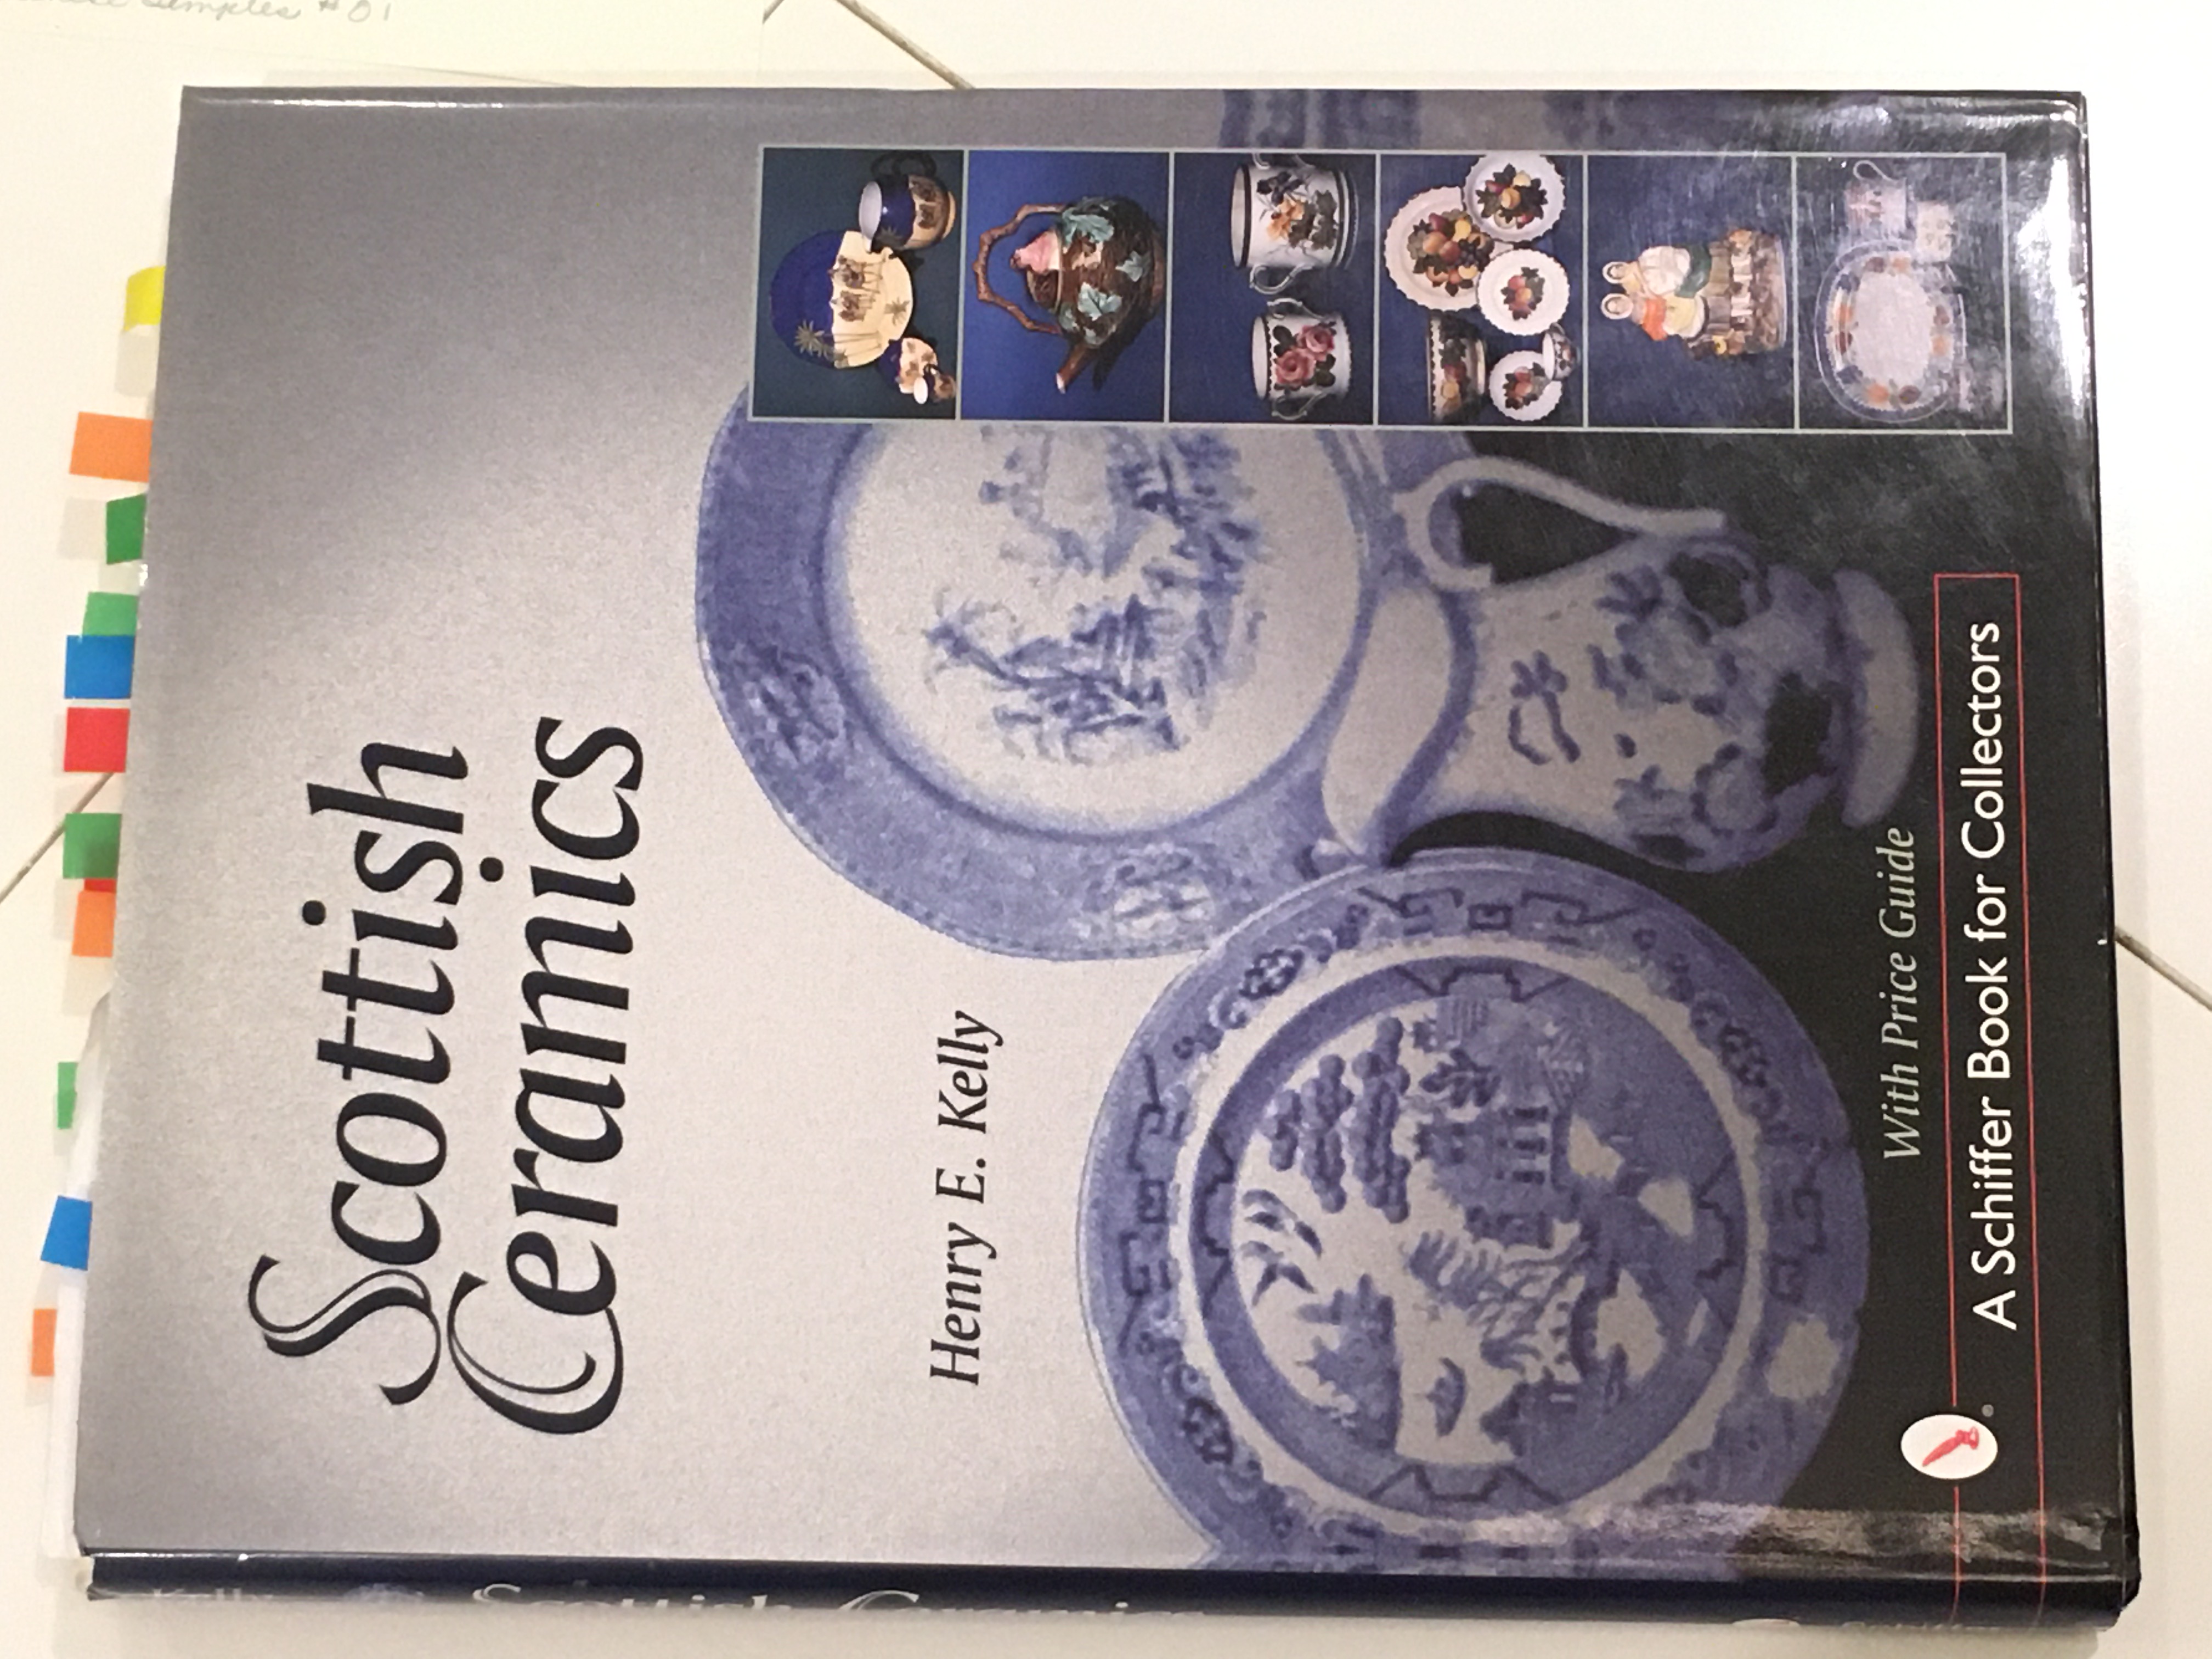 Scottish
Ceramics
Henry E. Kelly
With Price Guide
A Schiffer Book for Collectors